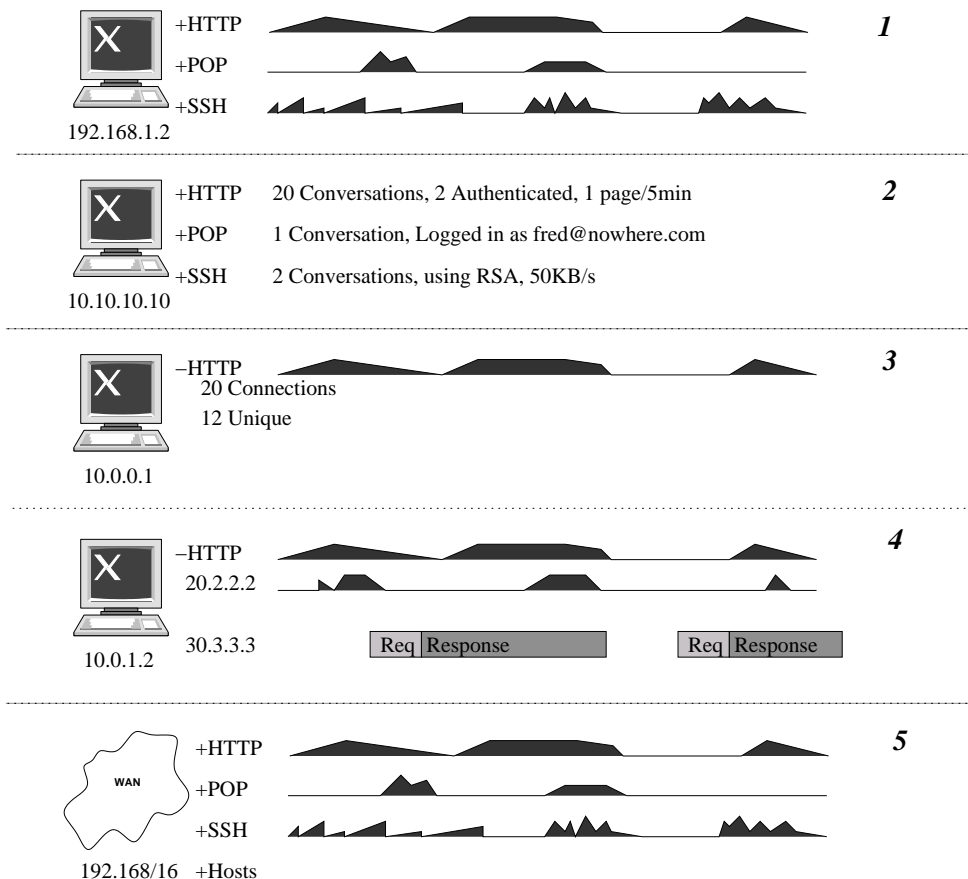 X
+HTTP
1
+POP
+SSH
192.168.1.2
X
+HTTP 20 Conversations, 2 Authenticated, 1 page/5min
2
+POP 1 Conversation, Logged in as fred@nowhere.com
+SSH 2 Conversations, using RSA, 50KB/s
10.10.10.10
X
−HTTP
3
20 Connections
12 Unique
10.0.0.1
X
−HTTP
4
20.2.2.2
30.3.3.3 Req Response Req Response
10.0.1.2
+HTTP
5
WAN
+POP
+SSH
192.168/16 +Hosts